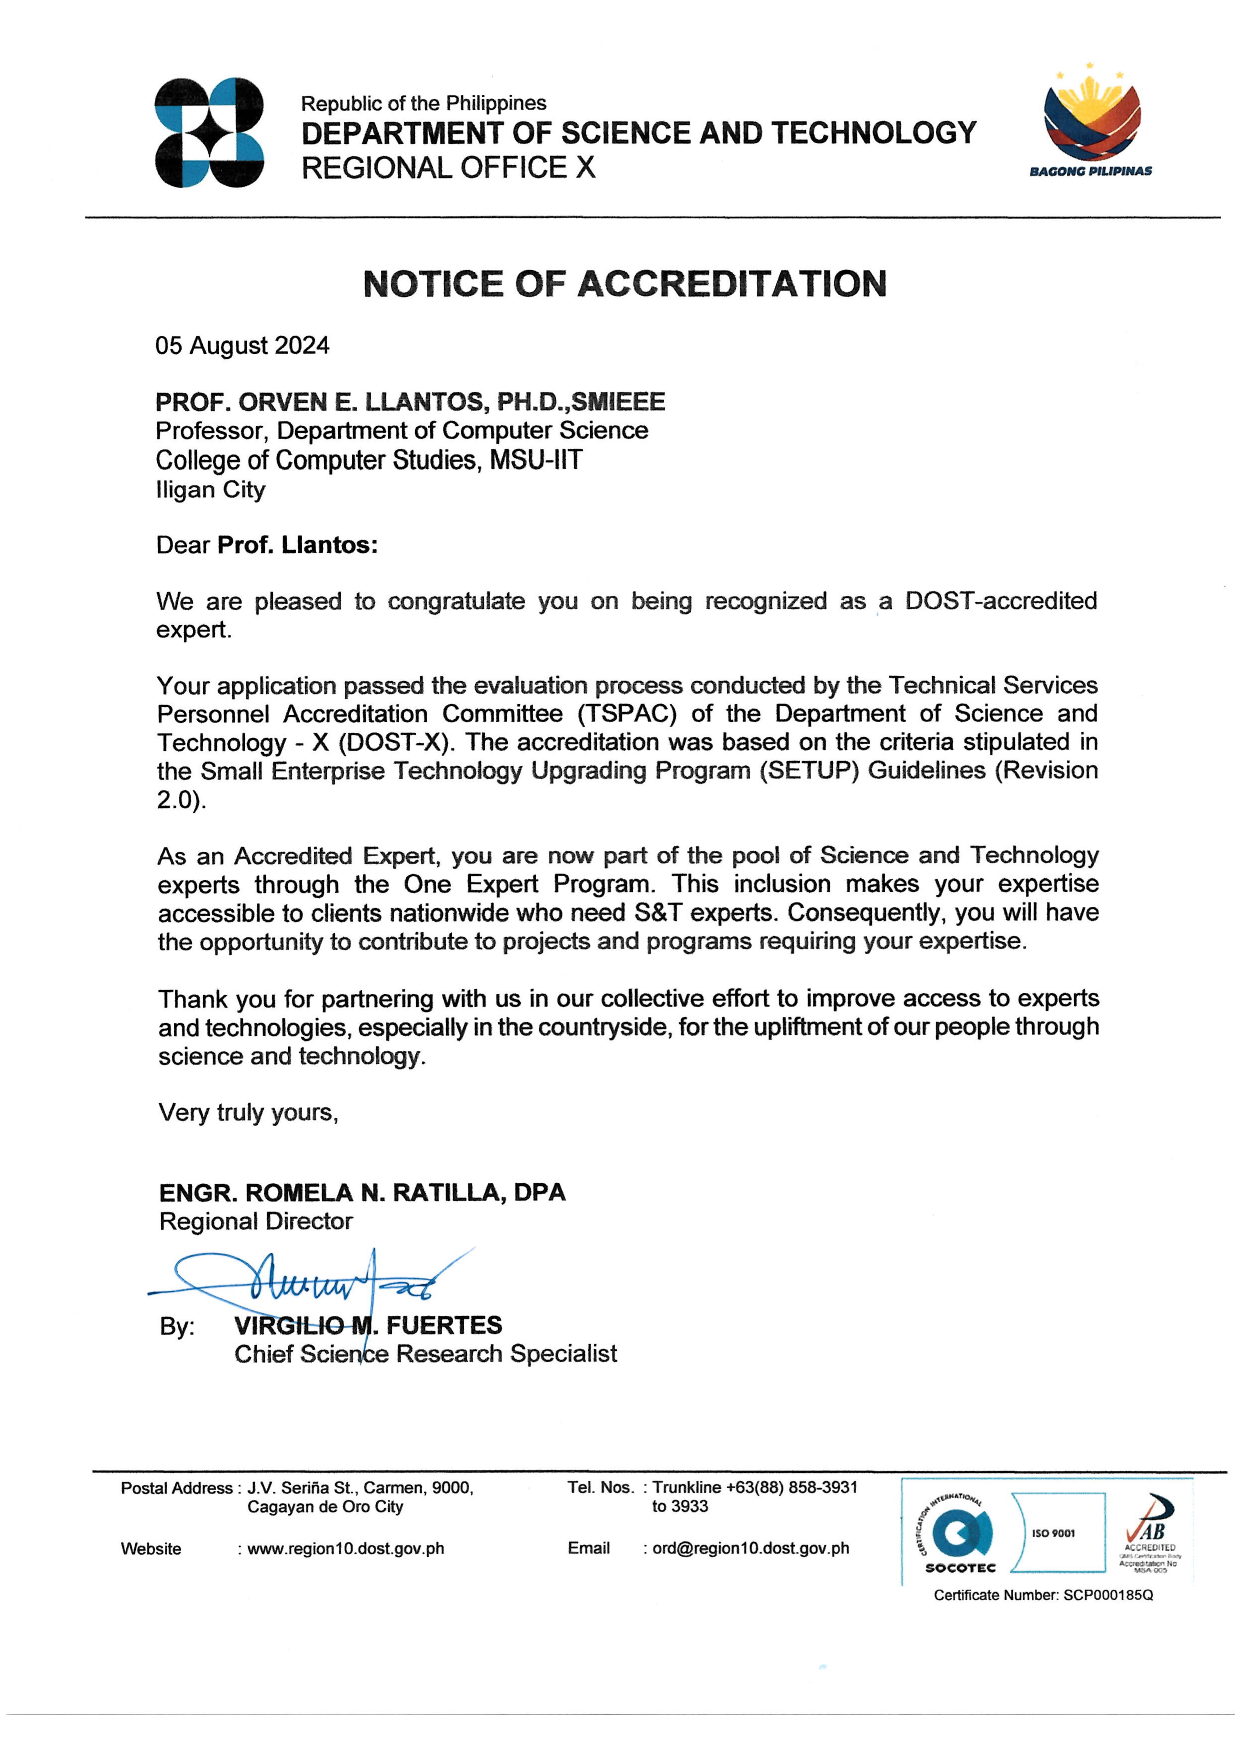 Republic of the Philippines
DEPARTMENT OF SCIENCE AND TECHNOLOGY
REGIONAL OFFICE X
BAGONG PILIPINAS
NOTICE OF ACCREDITATION
05 August 2024
PROF. ORVEN E. LLANTOS, PH.D.,SMIEEE
Professor, Department of Computer Science
College of Computer Studies, MSU-IIT
Iligan City
Dear Prof. Llantos:
We are pleased to congratulate you on being recognized as a DOST-accredited
expert.
Your application passed the evaluation process conducted by the Technical Services
Personnel Accreditation Committee (TSPAC) of the Department of Science and
Technology - X (DOST-X). The accreditation was based on the criteria stipulated in
the Small Enterprise Technology Upgrading Program (SETUP) Guidelines (Revision
2.0).
As an Accredited Expert, you are now part of the pool of Science and Technology
experts through the One Expert Program. This inclusion makes your expertise
accessible to clients nationwide who need S&T experts. Consequently, you will have
the opportunity to contribute to projects and programs requiring your expertise.
Thank you for partnering with us in our collective effort to improve access to experts
and technologies, especially in the countryside, for the upliftment of our people through
science and technology.
Very truly yours,
ENGR. ROMELA N. RATILLA, DPA
Regional Director
By: VIRGILIO M. FUERTES
Chief Science Research Specialist
Postal Address : J.V. Seriña St., Carmen, 9000,
Cagayan de Oro City
Website : www.region10.dost.gov.ph
Tel. Nos. : Trunkline +63(88) 858-3931
to 3933
Email : ord@region10.dost.gov.ph
CERTIFICATION INTERNATIONAL
SOCOTEC
ISO 9001
PAB
ACCREDITED
QMS Certification Body
Accreditation No
MSA 005
Certificate Number: SCP000185Q